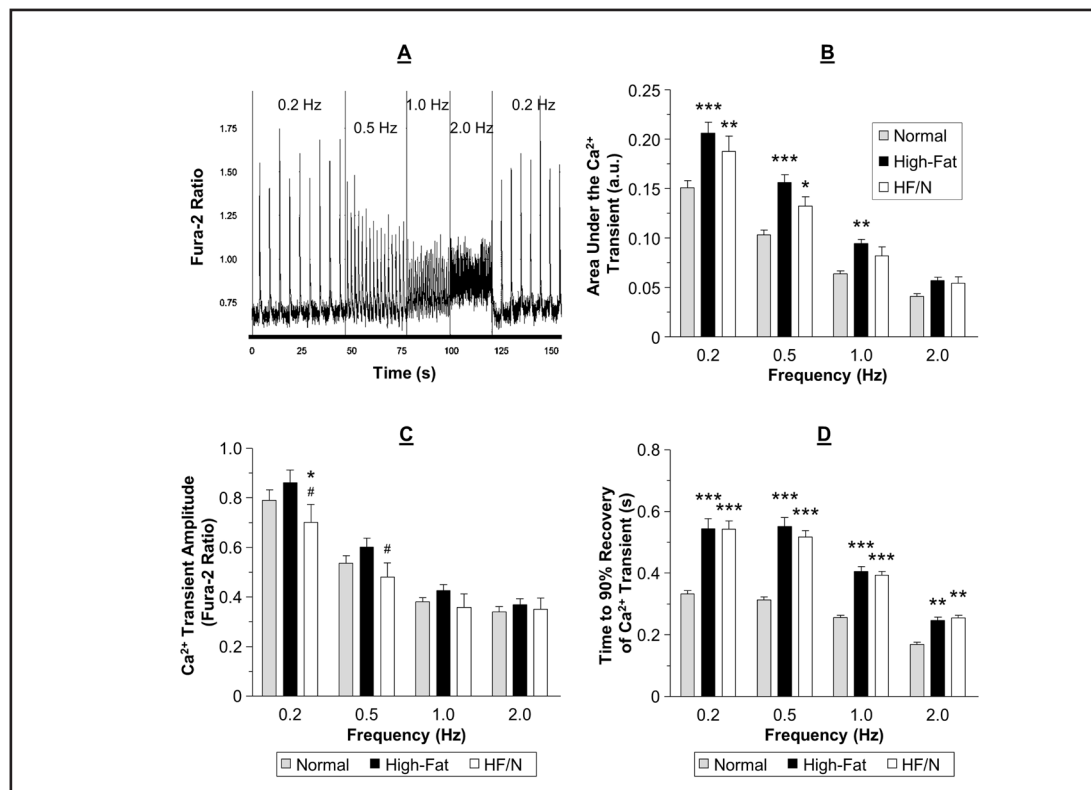 A
0.2 Hz
0.5 Hz
1.0 Hz
2.0 Hz
0.2 Hz
Fura-2 Ratio
1.75
1.50
1.25
1.00
0.75
0 25 50 75 100 125 150
Time (s)
B
Area Under the Ca²⁺
Transient (a.u.)
0.25
0.20
0.15
0.10
0.05
0
*** **
*** *
**
Normal
High-Fat
HF/N
0.2 0.5 1.0 2.0
Frequency (Hz)
C
Ca²⁺ Transient Amplitude
(Fura-2 Ratio)
1.0
0.8
0.6
0.4
0.2
0
*
#
#
0.2 0.5 1.0 2.0
Frequency (Hz)
Normal High-Fat HF/N
D
Time to 90% Recovery
of Ca²⁺ Transient (s)
0.8
0.6
0.4
0.2
0
*** ***
*** ***
*** ***
** **
0.2 0.5 1.0 2.0
Frequency (Hz)
Normal High-Fat HF/N